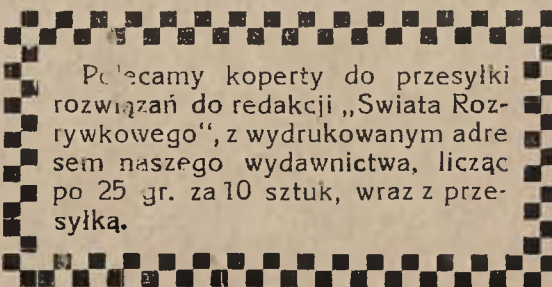 Polecamy koperty do przesyłki
rozwiązań do redakcji „Swiata Roz-
rywkowego“, z wydrukowanym adre
sem naszego wydawnictwa, licząc
po 25 gr. za 10 sztuk, wraz z prze-
syłką.